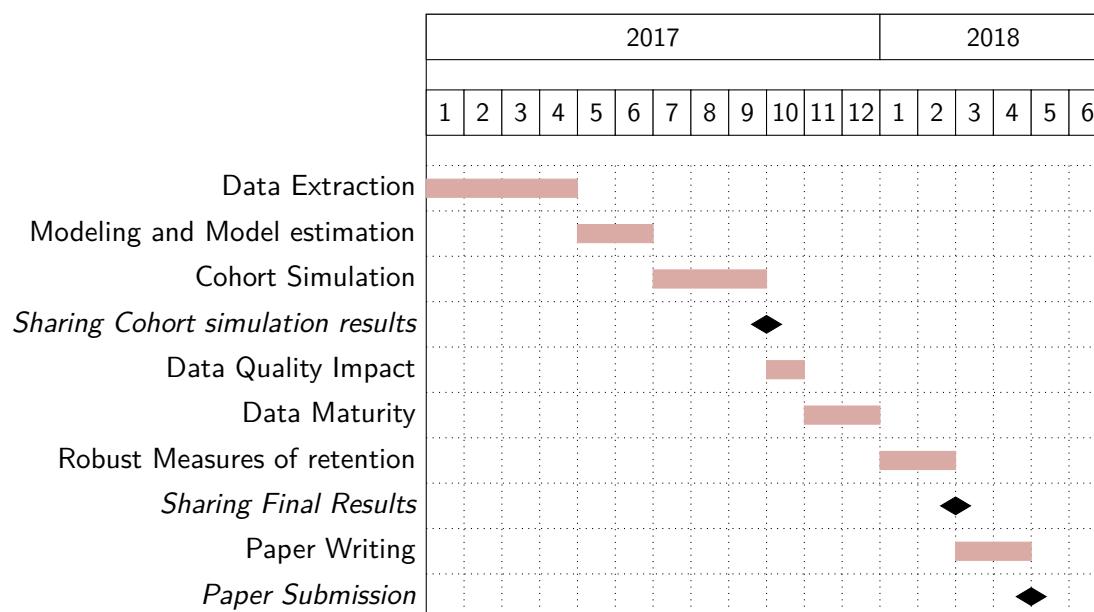 2017 2018
1 2 3 4 5 6 7 8 9 10 11 12 1 2 3 4 5 6
Data Extraction
Modeling and Model estimation
Cohort Simulation
Sharing Cohort simulation results
Data Quality Impact
Data Maturity
Robust Measures of retention
Sharing Final Results
Paper Writing
Paper Submission